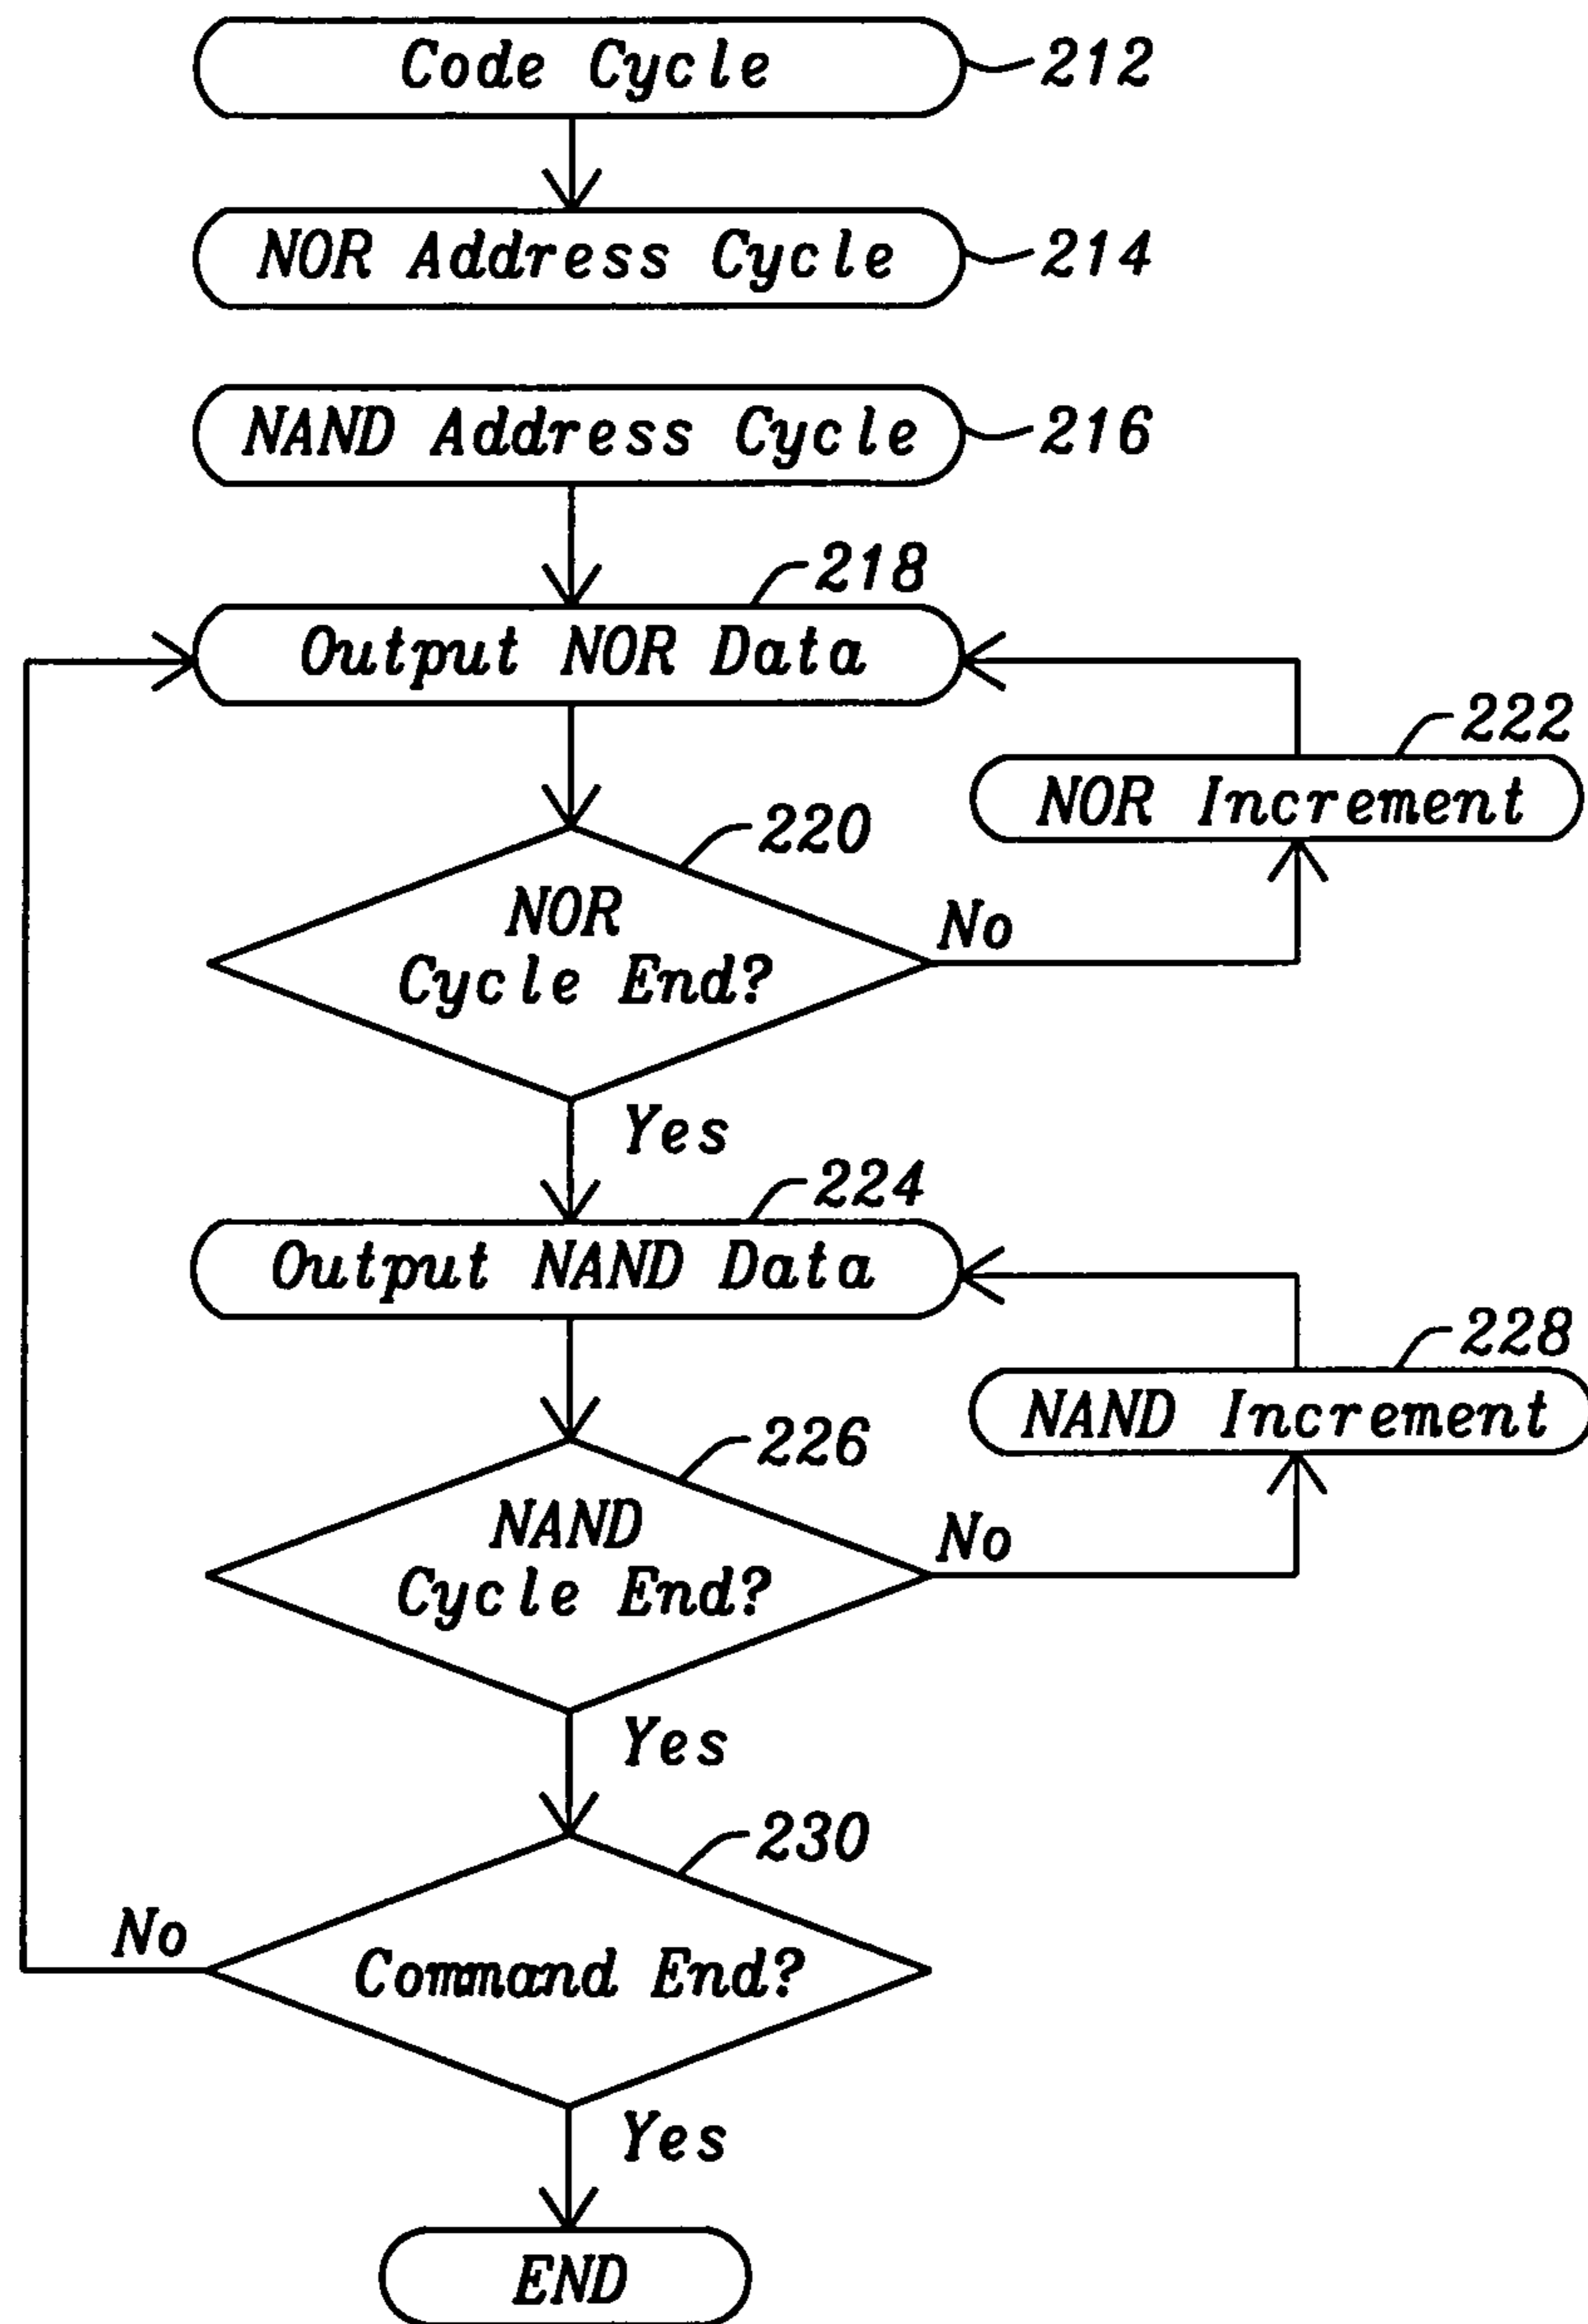 Code Cycle
212
NOR Address Cycle
214
NAND Address Cycle
216
218
Output NOR Data
222
NOR Increment
220
NOR
Cycle End?
No
Yes
224
Output NAND Data
228
NAND Increment
226
NAND
Cycle End?
No
Yes
230
No
Command End?
Yes
END